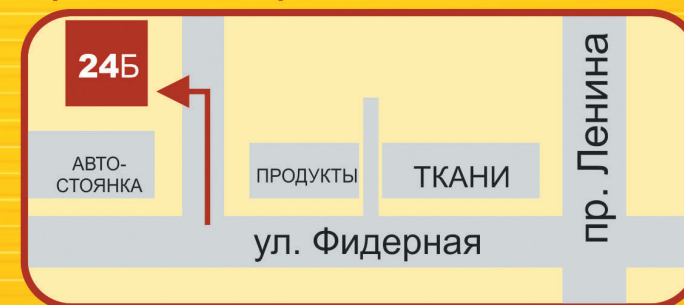 24Б
АВТО-
СТОЯНКА
ПРОДУКТЫ
ТКАНИ
ул. Фидерная
пр. Ленина